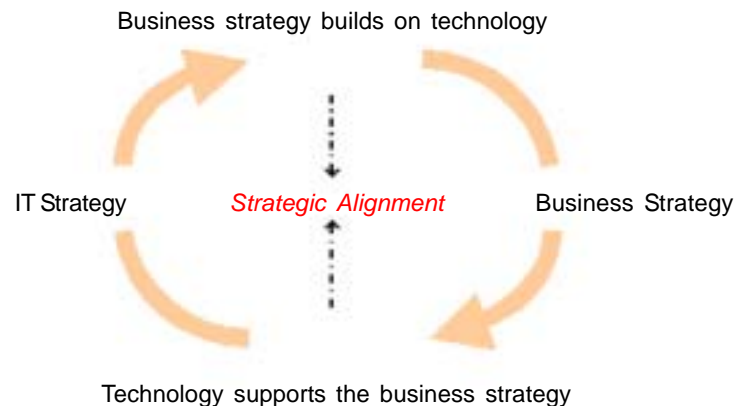 Business strategy builds on technology
IT Strategy
Strategic Alignment
Business Strategy
Technology supports the business strategy